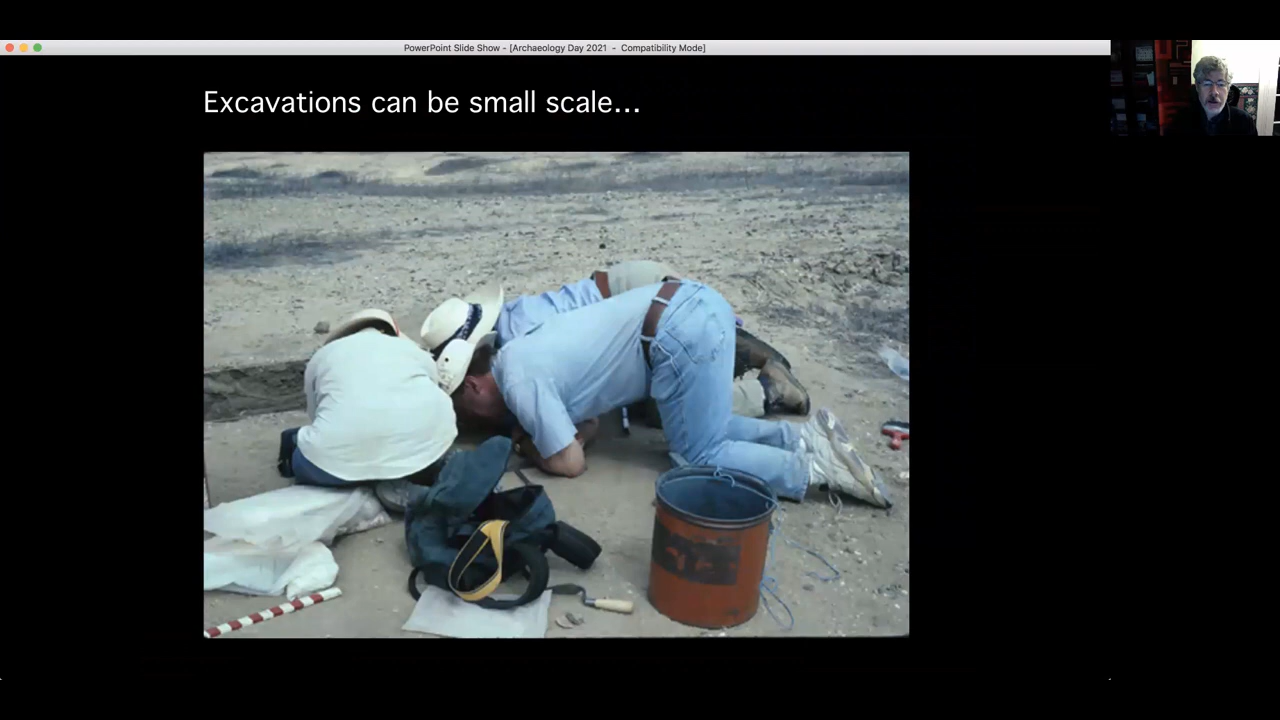 PowerPoint Slide Show - [Archaeology Day 2021 - Compatibility Mode]
Excavations can be small scale...